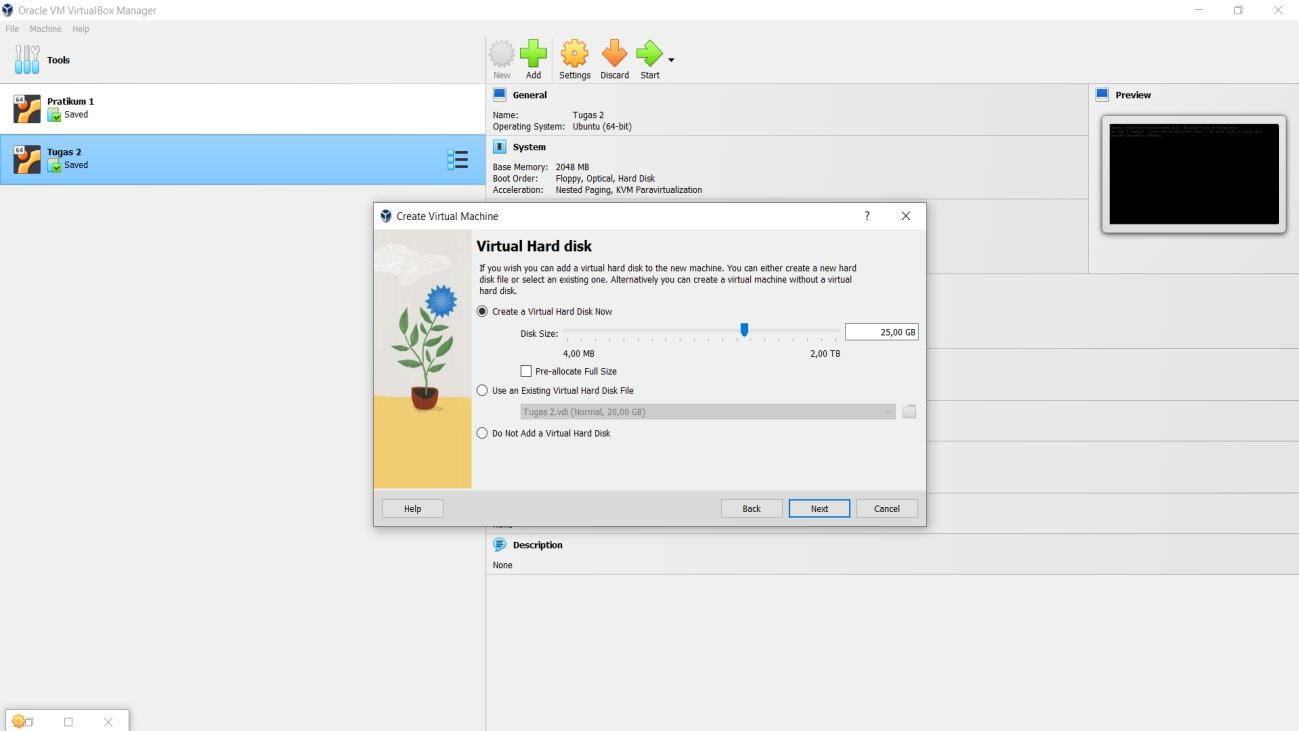 Oracle VM VirtualBox Manager
File Machine Help
Tools
New Add Settings Discard Start
64
Pratikum 1
Saved
64
Tugas 2
Saved
General
Name: Tugas 2
Operating System: Ubuntu (64-bit)
System
Base Memory: 2048 MB
Boot Order: Floppy, Optical, Hard Disk
Acceleration: Nested Paging, KVM Paravirtualization
Preview
Create Virtual Machine ?
Virtual Hard disk
If you wish you can add a virtual hard disk to the new machine. You can either create a new hard
disk file or select an existing one. Alternatively you can create a virtual machine without a virtual
hard disk.
Create a Virtual Hard Disk Now
Disk Size: 25,00 GB
4,00 MB 2,00 TB
Pre-allocate Full Size
Use an Existing Virtual Hard Disk File
Tugas 2.vdi (Normal, 20,00 GB)
Do Not Add a Virtual Hard Disk
Help Back Next Cancel
Description
None